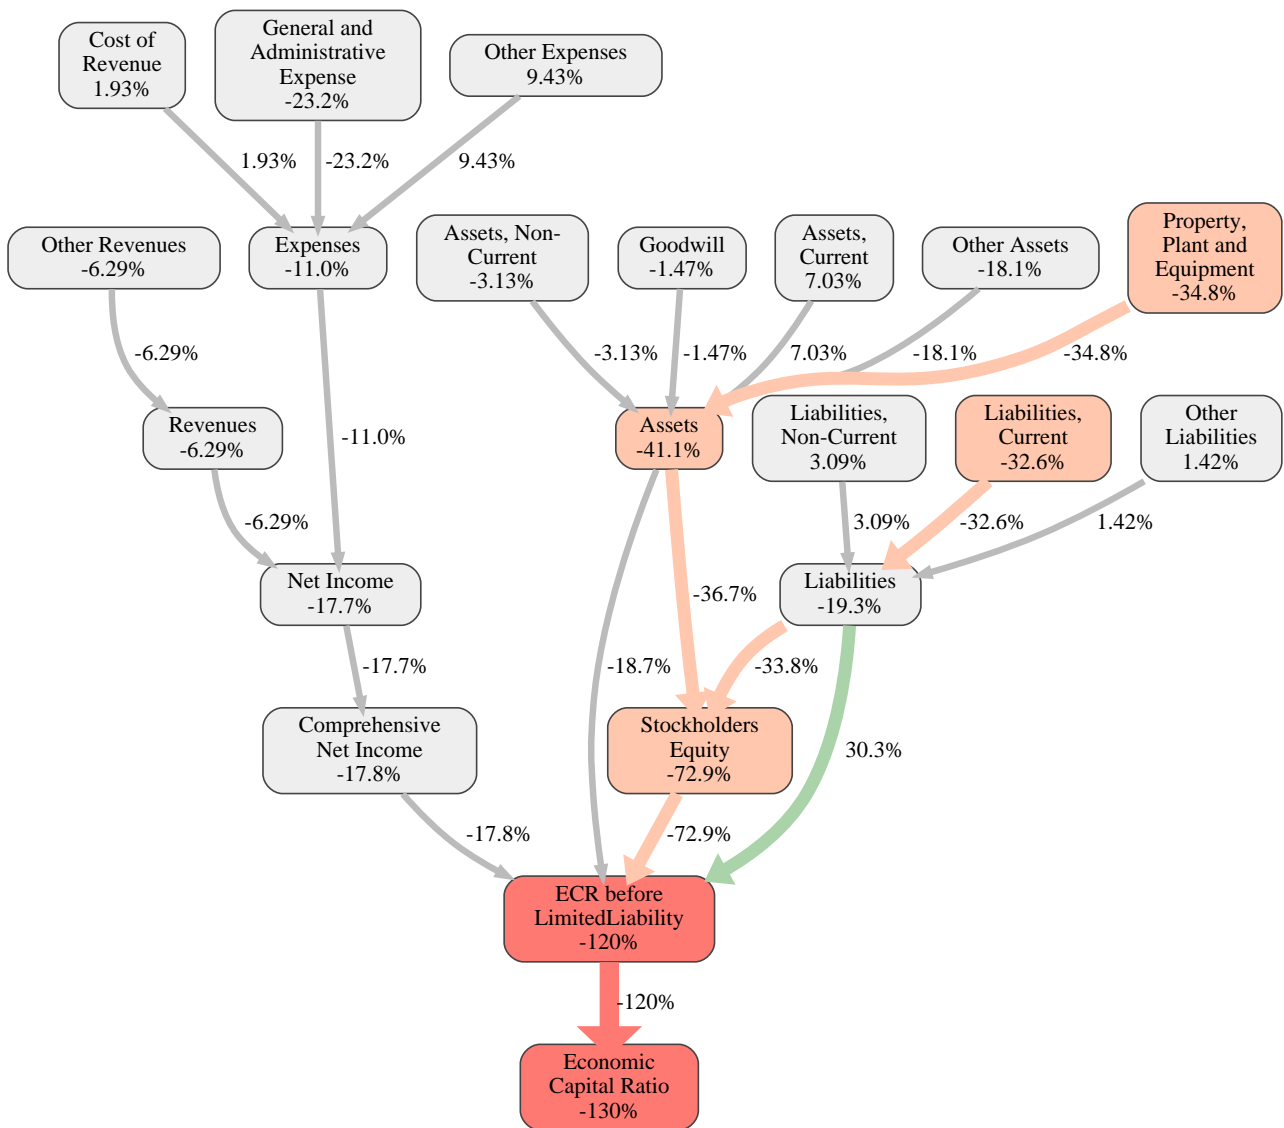 Cost of
Revenue
1.93%
General and
Administrative
Expense
-23.2%
Other Expenses
9.43%
1.93%
-23.2%
9.43%
Other Revenues
-6.29%
Expenses
-11.0%
Assets, Non-
Current
-3.13%
Goodwill
-1.47%
Assets,
Current
7.03%
Other Assets
-18.1%
Property,
Plant and
Equipment
-34.8%
-6.29%
-3.13%
-1.47%
7.03%
-18.1%
-34.8%
Revenues
-6.29%
-11.0%
Assets
-41.1%
Liabilities,
Non-Current
3.09%
Liabilities,
Current
-32.6%
Other
Liabilities
1.42%
-6.29%
3.09%
-32.6%
1.42%
Net Income
-17.7%
-36.7%
Liabilities
-19.3%
-17.7%
-18.7%
-33.8%
Comprehensive
Net Income
-17.8%
Stockholders
Equity
-72.9%
30.3%
-17.8%
-72.9%
ECR before
LimitedLiability
-120%
-120%
Economic
Capital Ratio
-130%